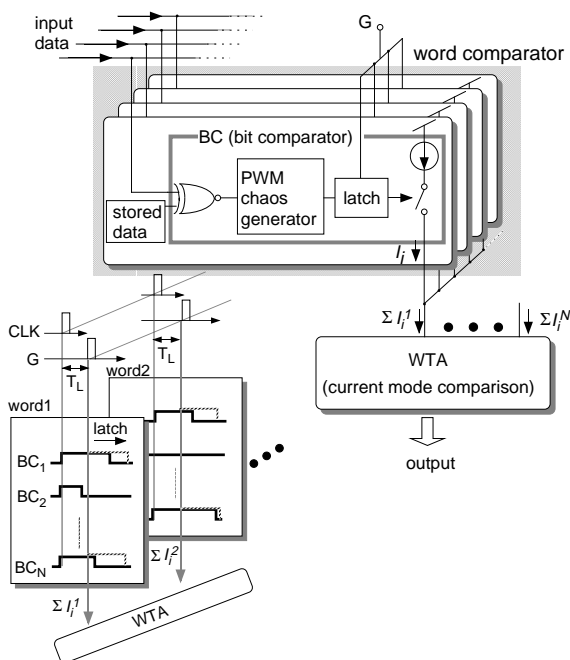 input
data
G
word comparator
BC (bit comparator)
PWM
chaos
generator
latch
stored
data
I_i
Σ I_i^1
Σ I_i^N
WTA
(current mode comparison)
output
CLK
G
T_L
T_L
word2
word1
latch
BC_1
BC_2
BC_N
Σ I_i^2
Σ I_i^1
WTA